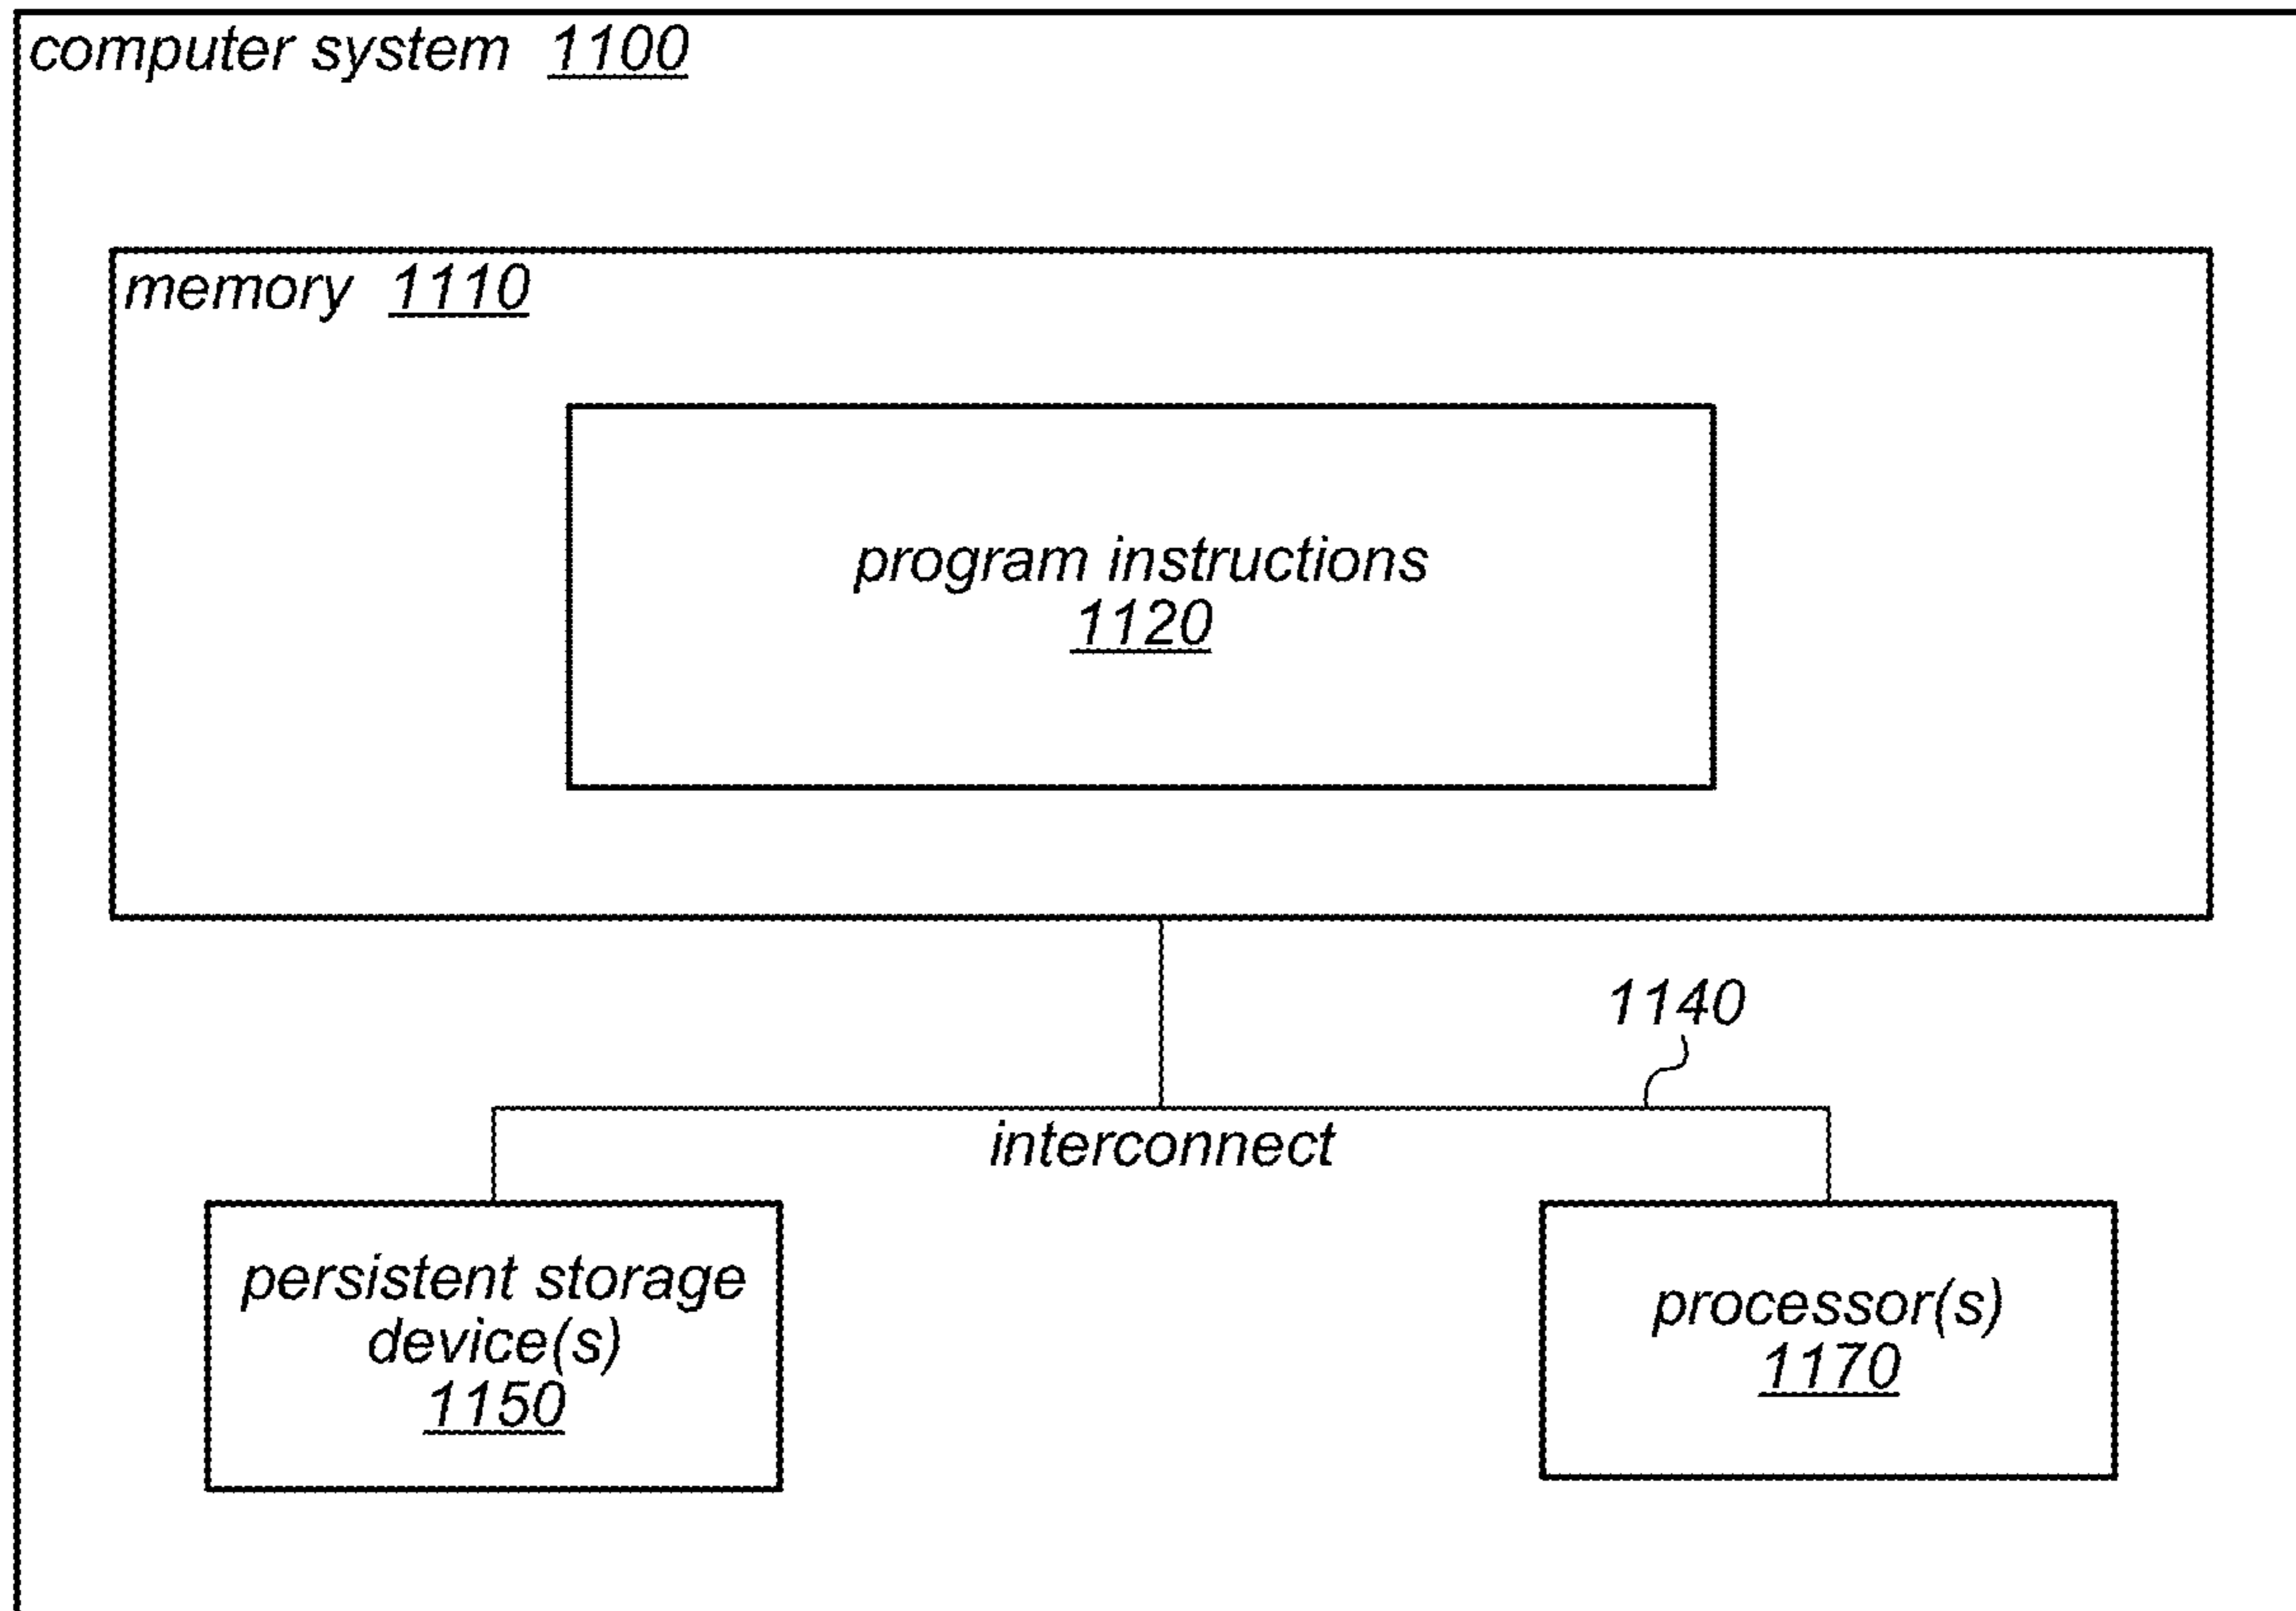 computer system 1100
memory 1110
program instructions
1120
1140
interconnect
persistent storage
device(s)
1150
processor(s)
1170